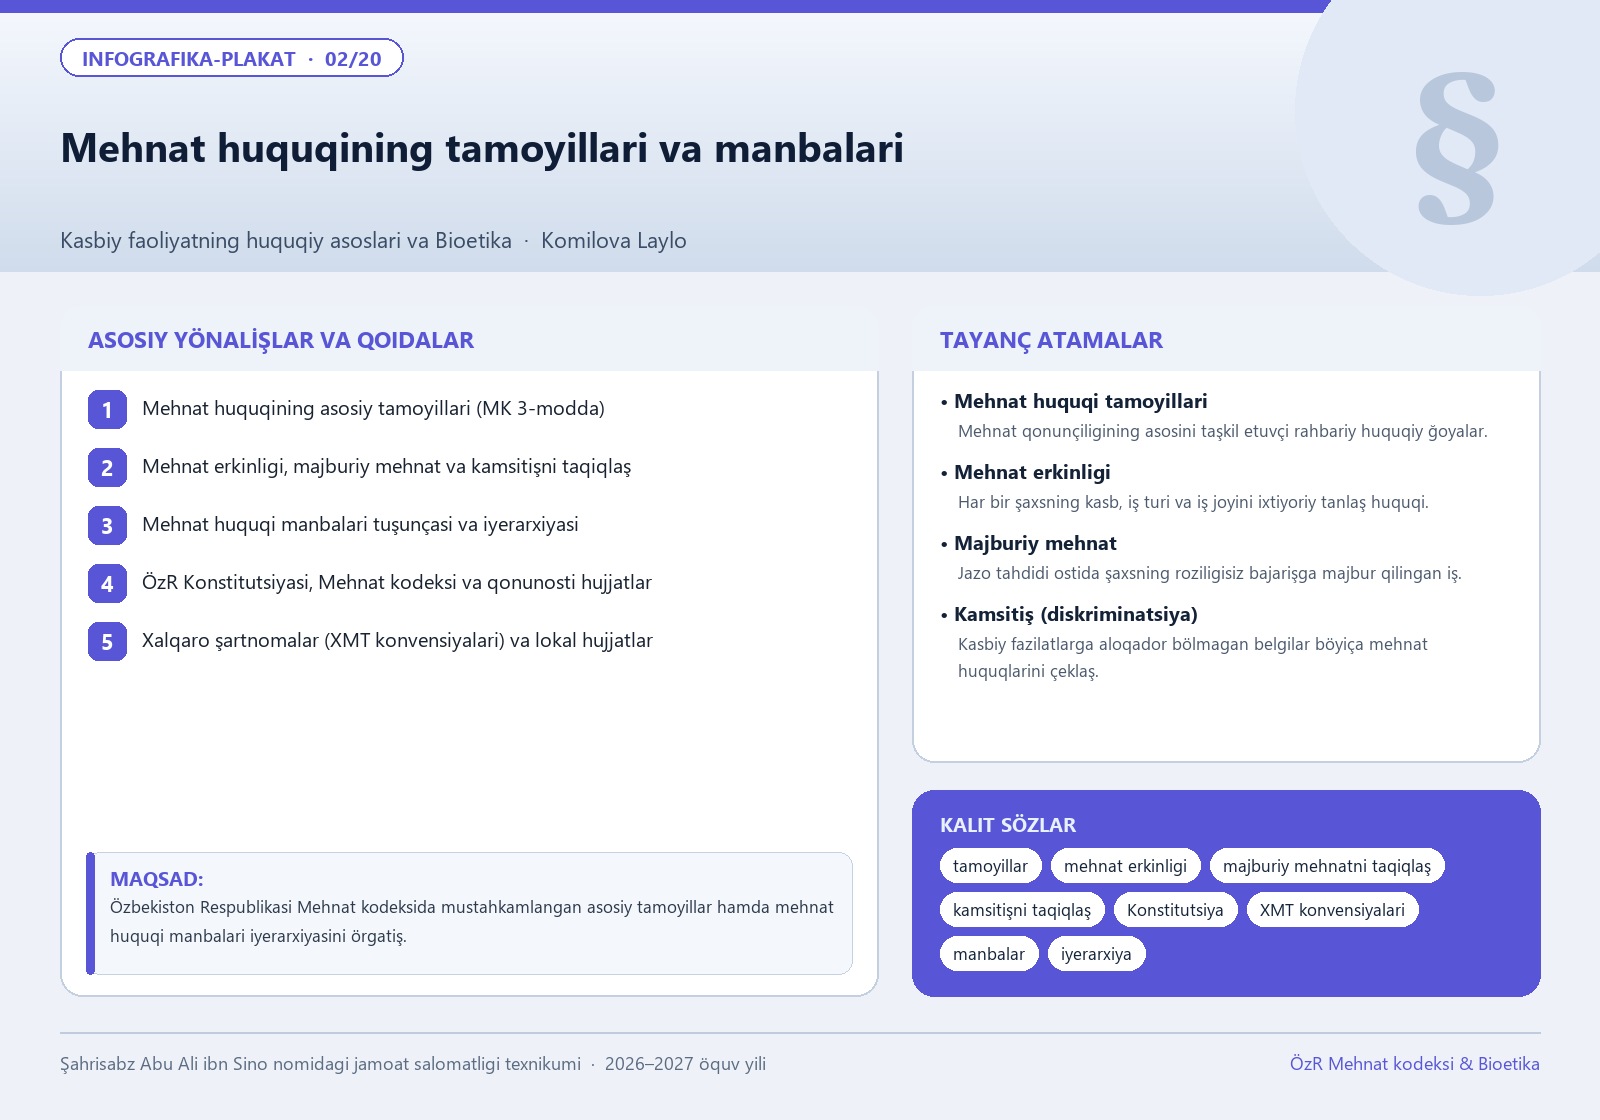 INFOGRAFIKA-PLAKAT · 02/20
§
Mehnat huquqining tamoyillari va manbalari
Kasbiy faoliyatning huquqiy asoslari va Bioetika · Komilova Laylo
ASOSIY YÖNALİŞLAR VA QOIDALAR
1 Mehnat huquqining asosiy tamoyillari (MK 3-modda)
2 Mehnat erkinligi, majburiy mehnat va kamsitişni taqiqlaş
3 Mehnat huquqi manbalari tuşunçasi va iyerarxiyasi
4 ÖzR Konstitutsiyasi, Mehnat kodeksi va qonunosti hujjatlar
5 Xalqaro şartnomalar (XMT konvensiyalari) va lokal hujjatlar
MAQSAD:
Özbekiston Respublikasi Mehnat kodeksida mustahkamlangan asosiy tamoyillar hamda mehnat
huquqi manbalari iyerarxiyasini örgatiş.
TAYANÇ ATAMALAR
• Mehnat huquqi tamoyillari
Mehnat qonunçiligining asosini taşkil etuvçi rahbariy huquqiy ğoyalar.
• Mehnat erkinligi
Har bir şaxsning kasb, iş turi va iş joyini ixtiyoriy tanlaş huquqi.
• Majburiy mehnat
Jazo tahdidi ostida şaxsning roziligisiz bajarişga majbur qilingan iş.
• Kamsitiş (diskriminatsiya)
Kasbiy fazilatlarga aloqador bölmagan belgilar böyiça mehnat
huquqlarini çeklaş.
KALIT SÖZLAR
tamoyillar mehnat erkinligi majburiy mehnatni taqiqlaş
kamsitişni taqiqlaş Konstitutsiya XMT konvensiyalari
manbalar iyerarxiya
Şahrisabz Abu Ali ibn Sino nomidagi jamoat salomatligi texnikumi · 2026–2027 öquv yili
ÖzR Mehnat kodeksi & Bioetika